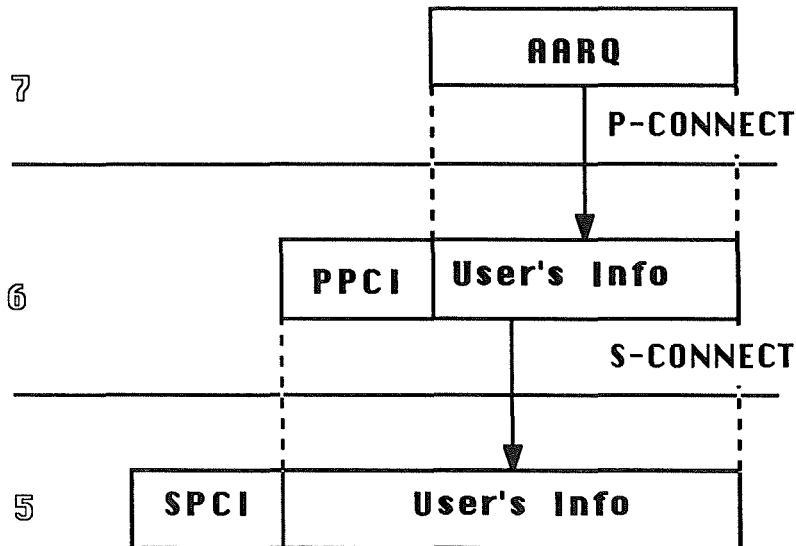 AARQ
7
P-CONNECT
PPCI User's Info
6
S-CONNECT
5 SPCI User's Info